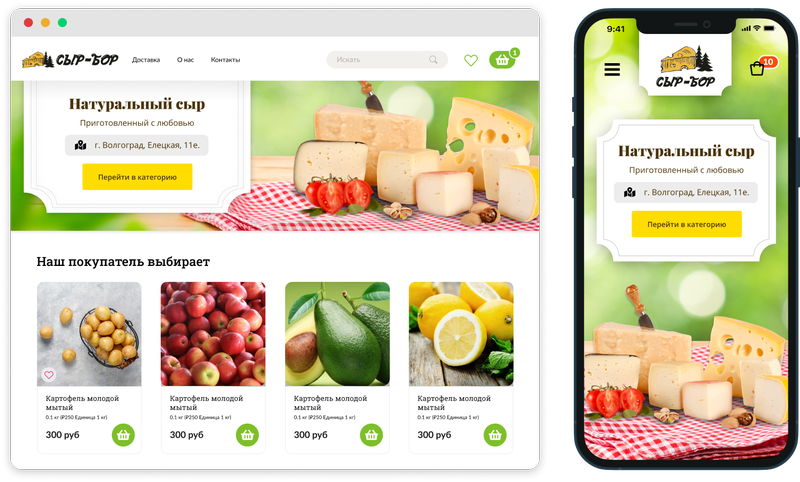 СЫР-БОР
Доставка
О нас
Контакты
Искать
1
Натуральный сыр
Приготовленный с любовью
г. Волгоград, Елецкая, 11е.
Перейти в категорию
Наш покупатель выбирает
Картофель молодой
мытый
0.1 кг (₽250 Единица 1 кг)
300 руб
Картофель молодой
мытый
0.1 кг (₽250 Единица 1 кг)
300 руб
Картофель молодой
мытый
0.1 кг (₽250 Единица 1 кг)
300 руб
Картофель молодой
мытый
0.1 кг (₽250 Единица 1 кг)
300 руб
9:41
СЫР-БОР
10
Натуральный сыр
Приготовленный с любовью
г. Волгоград, Елецкая, 11е.
Перейти в категорию